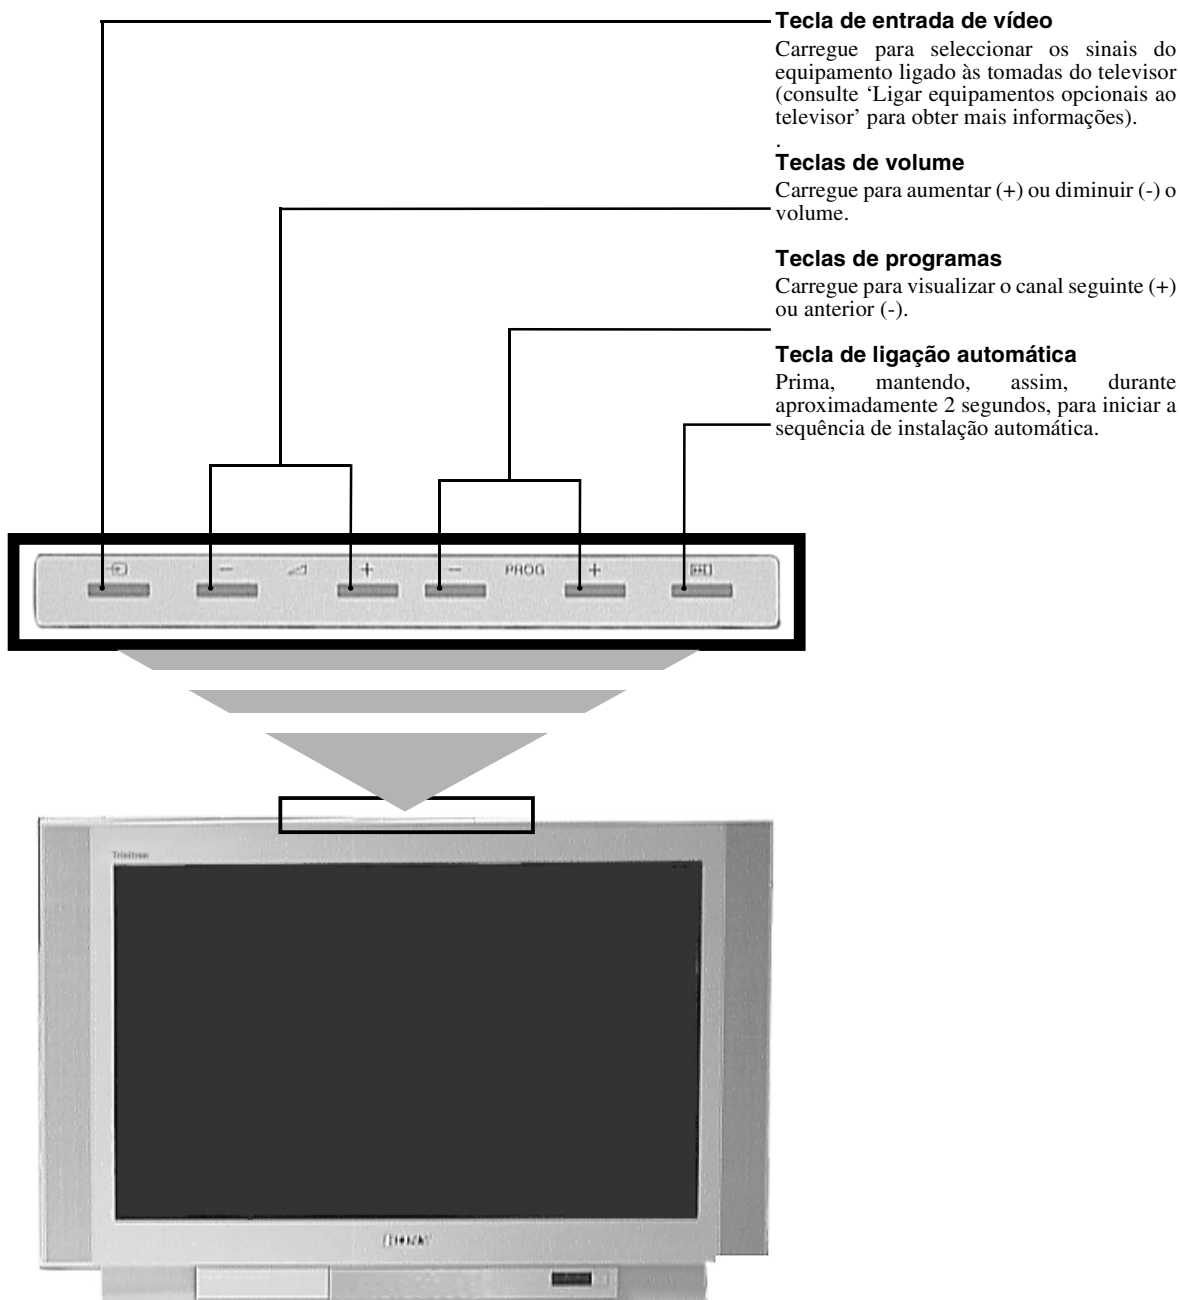 Tecla de entrada de vídeo
Carregue para seleccionar os sinais do
equipamento ligado às tomadas do televisor
(consulte ‘Ligar equipamentos opcionais ao
televisor’ para obter mais informações).
.
Teclas de volume
Carregue para aumentar (+) ou diminuir (-) o
volume.
Teclas de programas
Carregue para visualizar o canal seguinte (+)
ou anterior (-).
Tecla de ligação automática
Prima, mantendo, assim, durante
aproximadamente 2 segundos, para iniciar a
sequência de instalação automática.
− + − PROG +
Trinitron